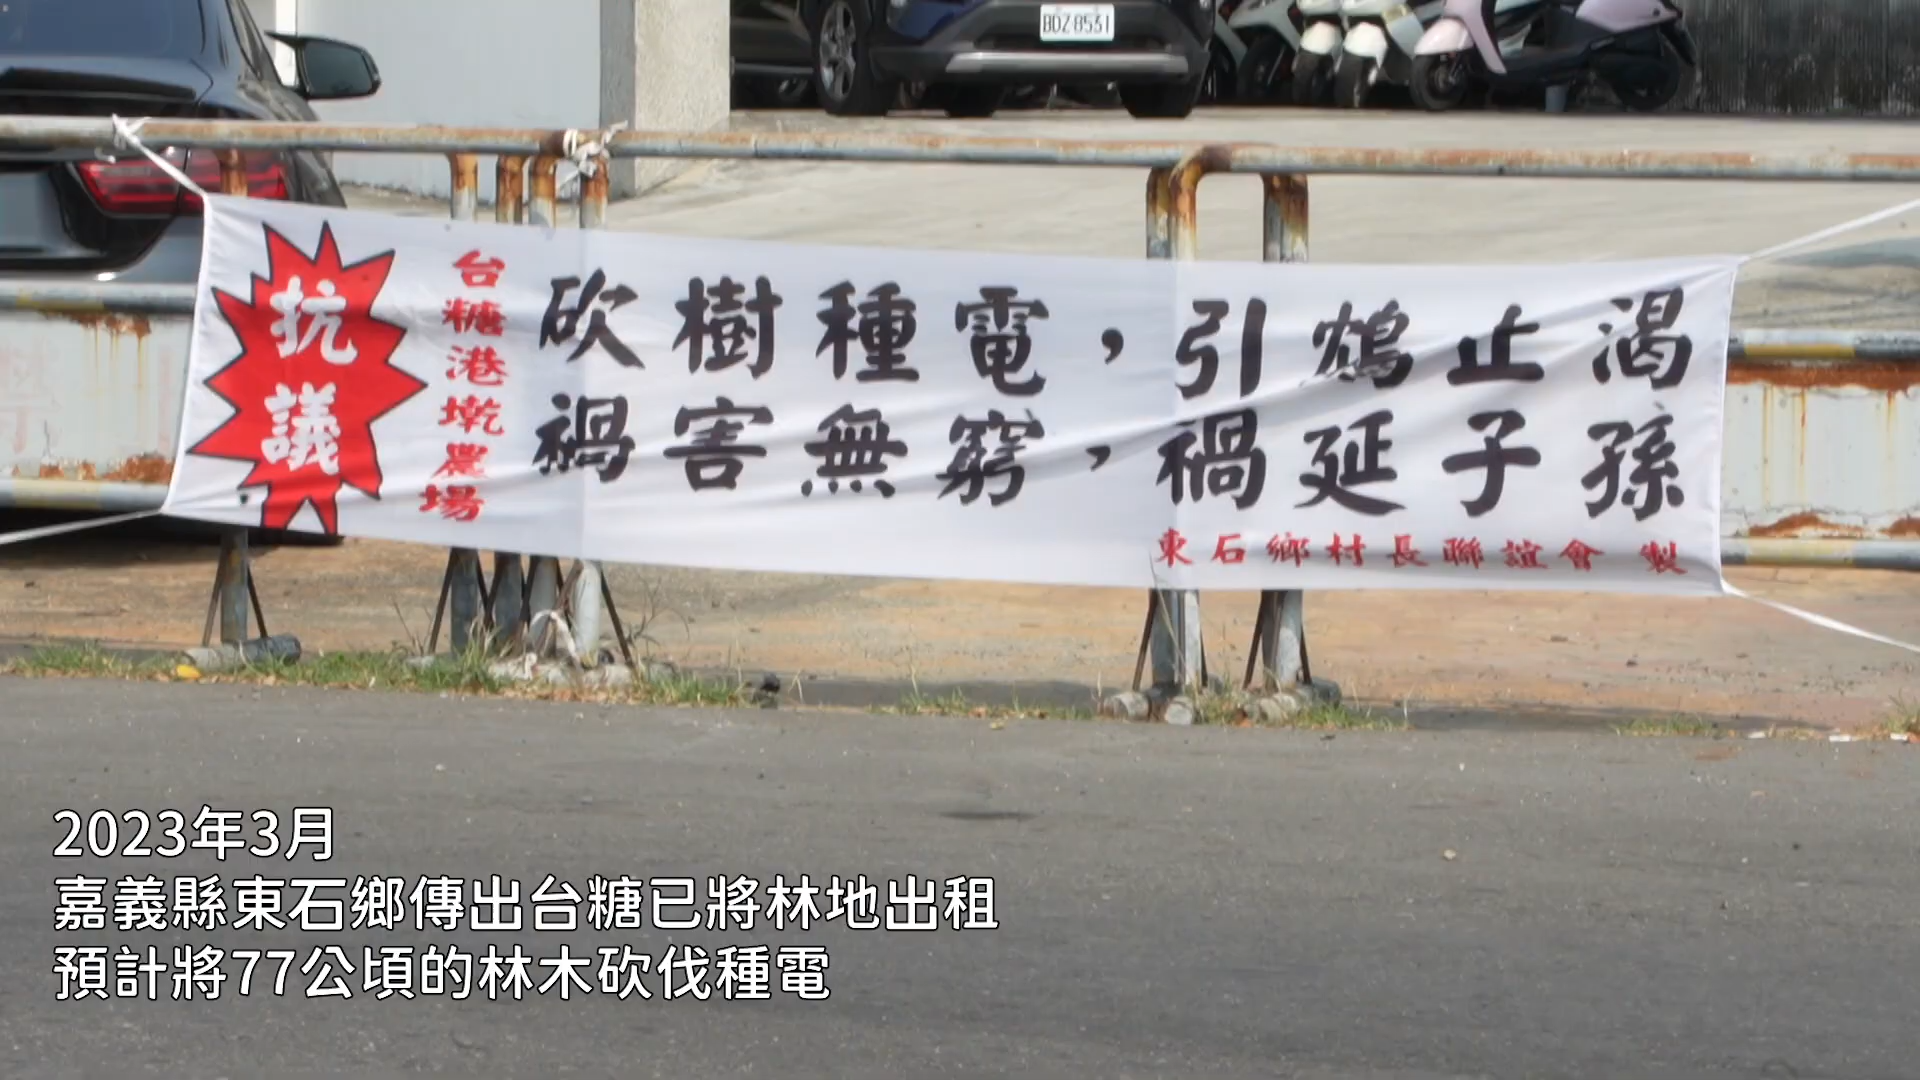 BDZ 8531
抗議
台糖港墘農場
砍樹種電，引鴆止渴
禍害無窮，禍延子孫
東石鄉村長聯誼會 製
2023年3月
嘉義縣東石鄉傳出台糖已將林地出租
預計將77公頃的林木砍伐種電